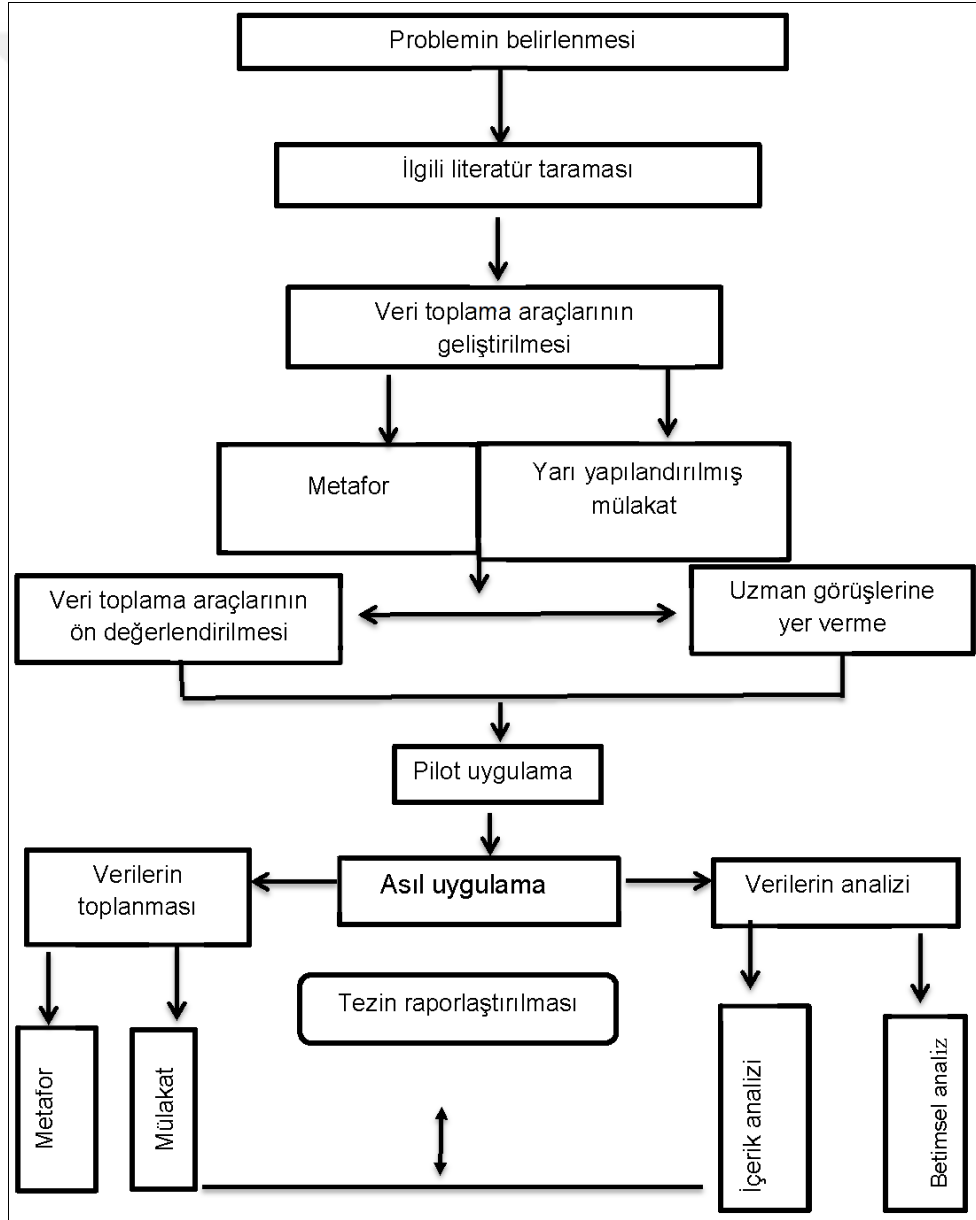 Problemin belirlenmesi
İlgili literatür taraması
Veri toplama araçlarının
geliştirilmesi
Metafor
Yarı yapılandırılmış
mülakat
Veri toplama araçlarının
ön değerlendirilmesi
Uzman görüşlerine
yer verme
Pilot uygulama
Verilerin
toplanması
Asıl uygulama
Verilerin analizi
Tezin raporlaştırılması
Metafor
Mülakat
İçerik analizi
Betimsel analiz